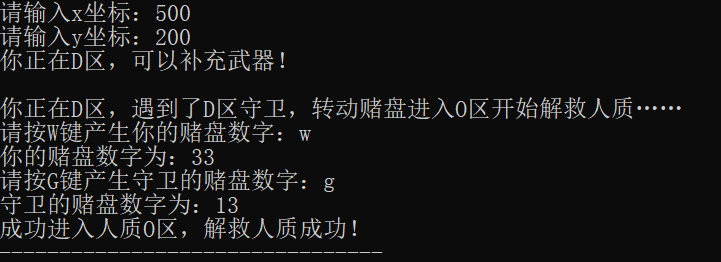 请输入x坐标：500
请输入y坐标：200
你正在D区，可以补充武器！
你正在D区，遇到了D区守卫，转动赌盘进入O区开始解救人质……
请按W键产生你的赌盘数字：w
你的赌盘数字为：33
请按G键产生守卫的赌盘数字：g
守卫的赌盘数字为：13
成功进入人质O区，解救人质成功！
--------------------------------